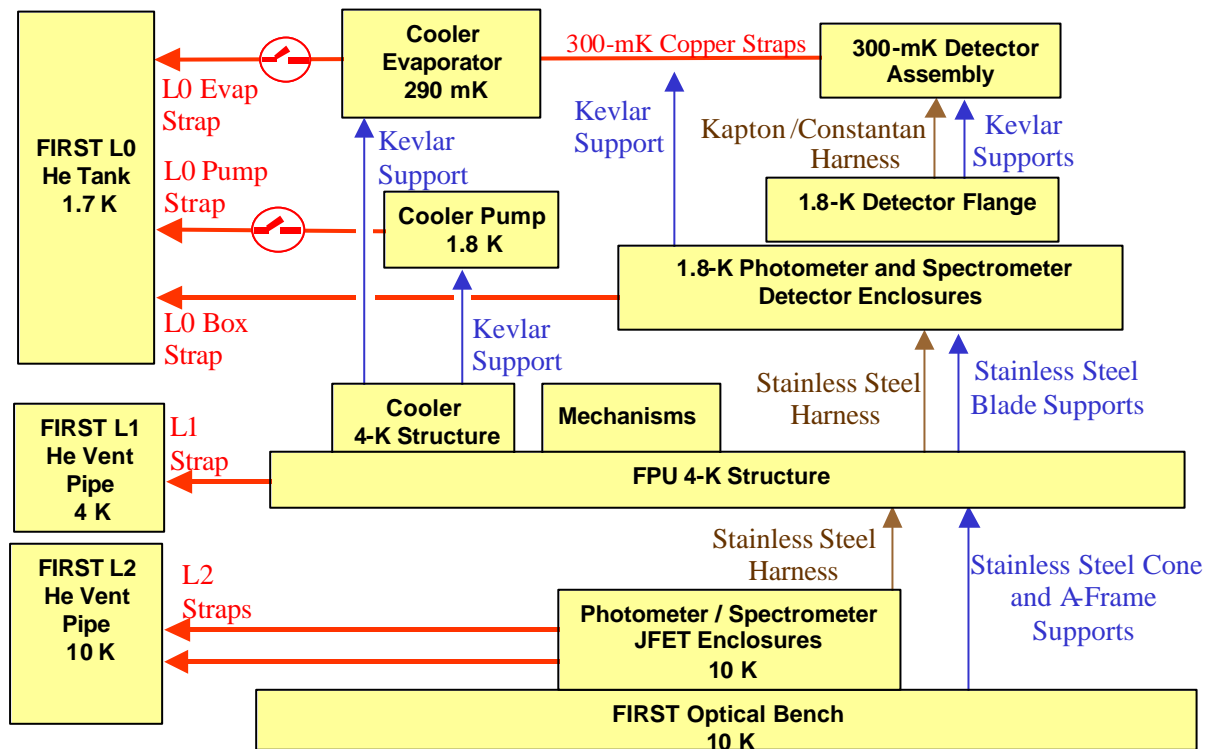 Cooler
Evaporator
290 mK
300-mK Copper Straps
300-mK Detector
Assembly
L0 Evap
Strap
Kevlar
Support
Kevlar
Support
Kapton/Constantan
Harness
Kevlar
Supports
FIRST L0
He Tank
1.7 K
L0 Pump
Strap
Cooler Pump
1.8 K
1.8-K Detector Flange
1.8-K Photometer and Spectrometer
Detector Enclosures
L0 Box
Strap
Kevlar
Support
Stainless Steel
Harness
Stainless Steel
Blade Supports
Cooler
4-K Structure
Mechanisms
FIRST L1
He Vent
Pipe
4 K
L1
Strap
FPU 4-K Structure
Stainless Steel
Harness
Stainless Steel Cone
and A-Frame
Supports
FIRST L2
He Vent
Pipe
10 K
L2
Straps
Photometer / Spectrometer
JFET Enclosures
10 K
FIRST Optical Bench
10 K